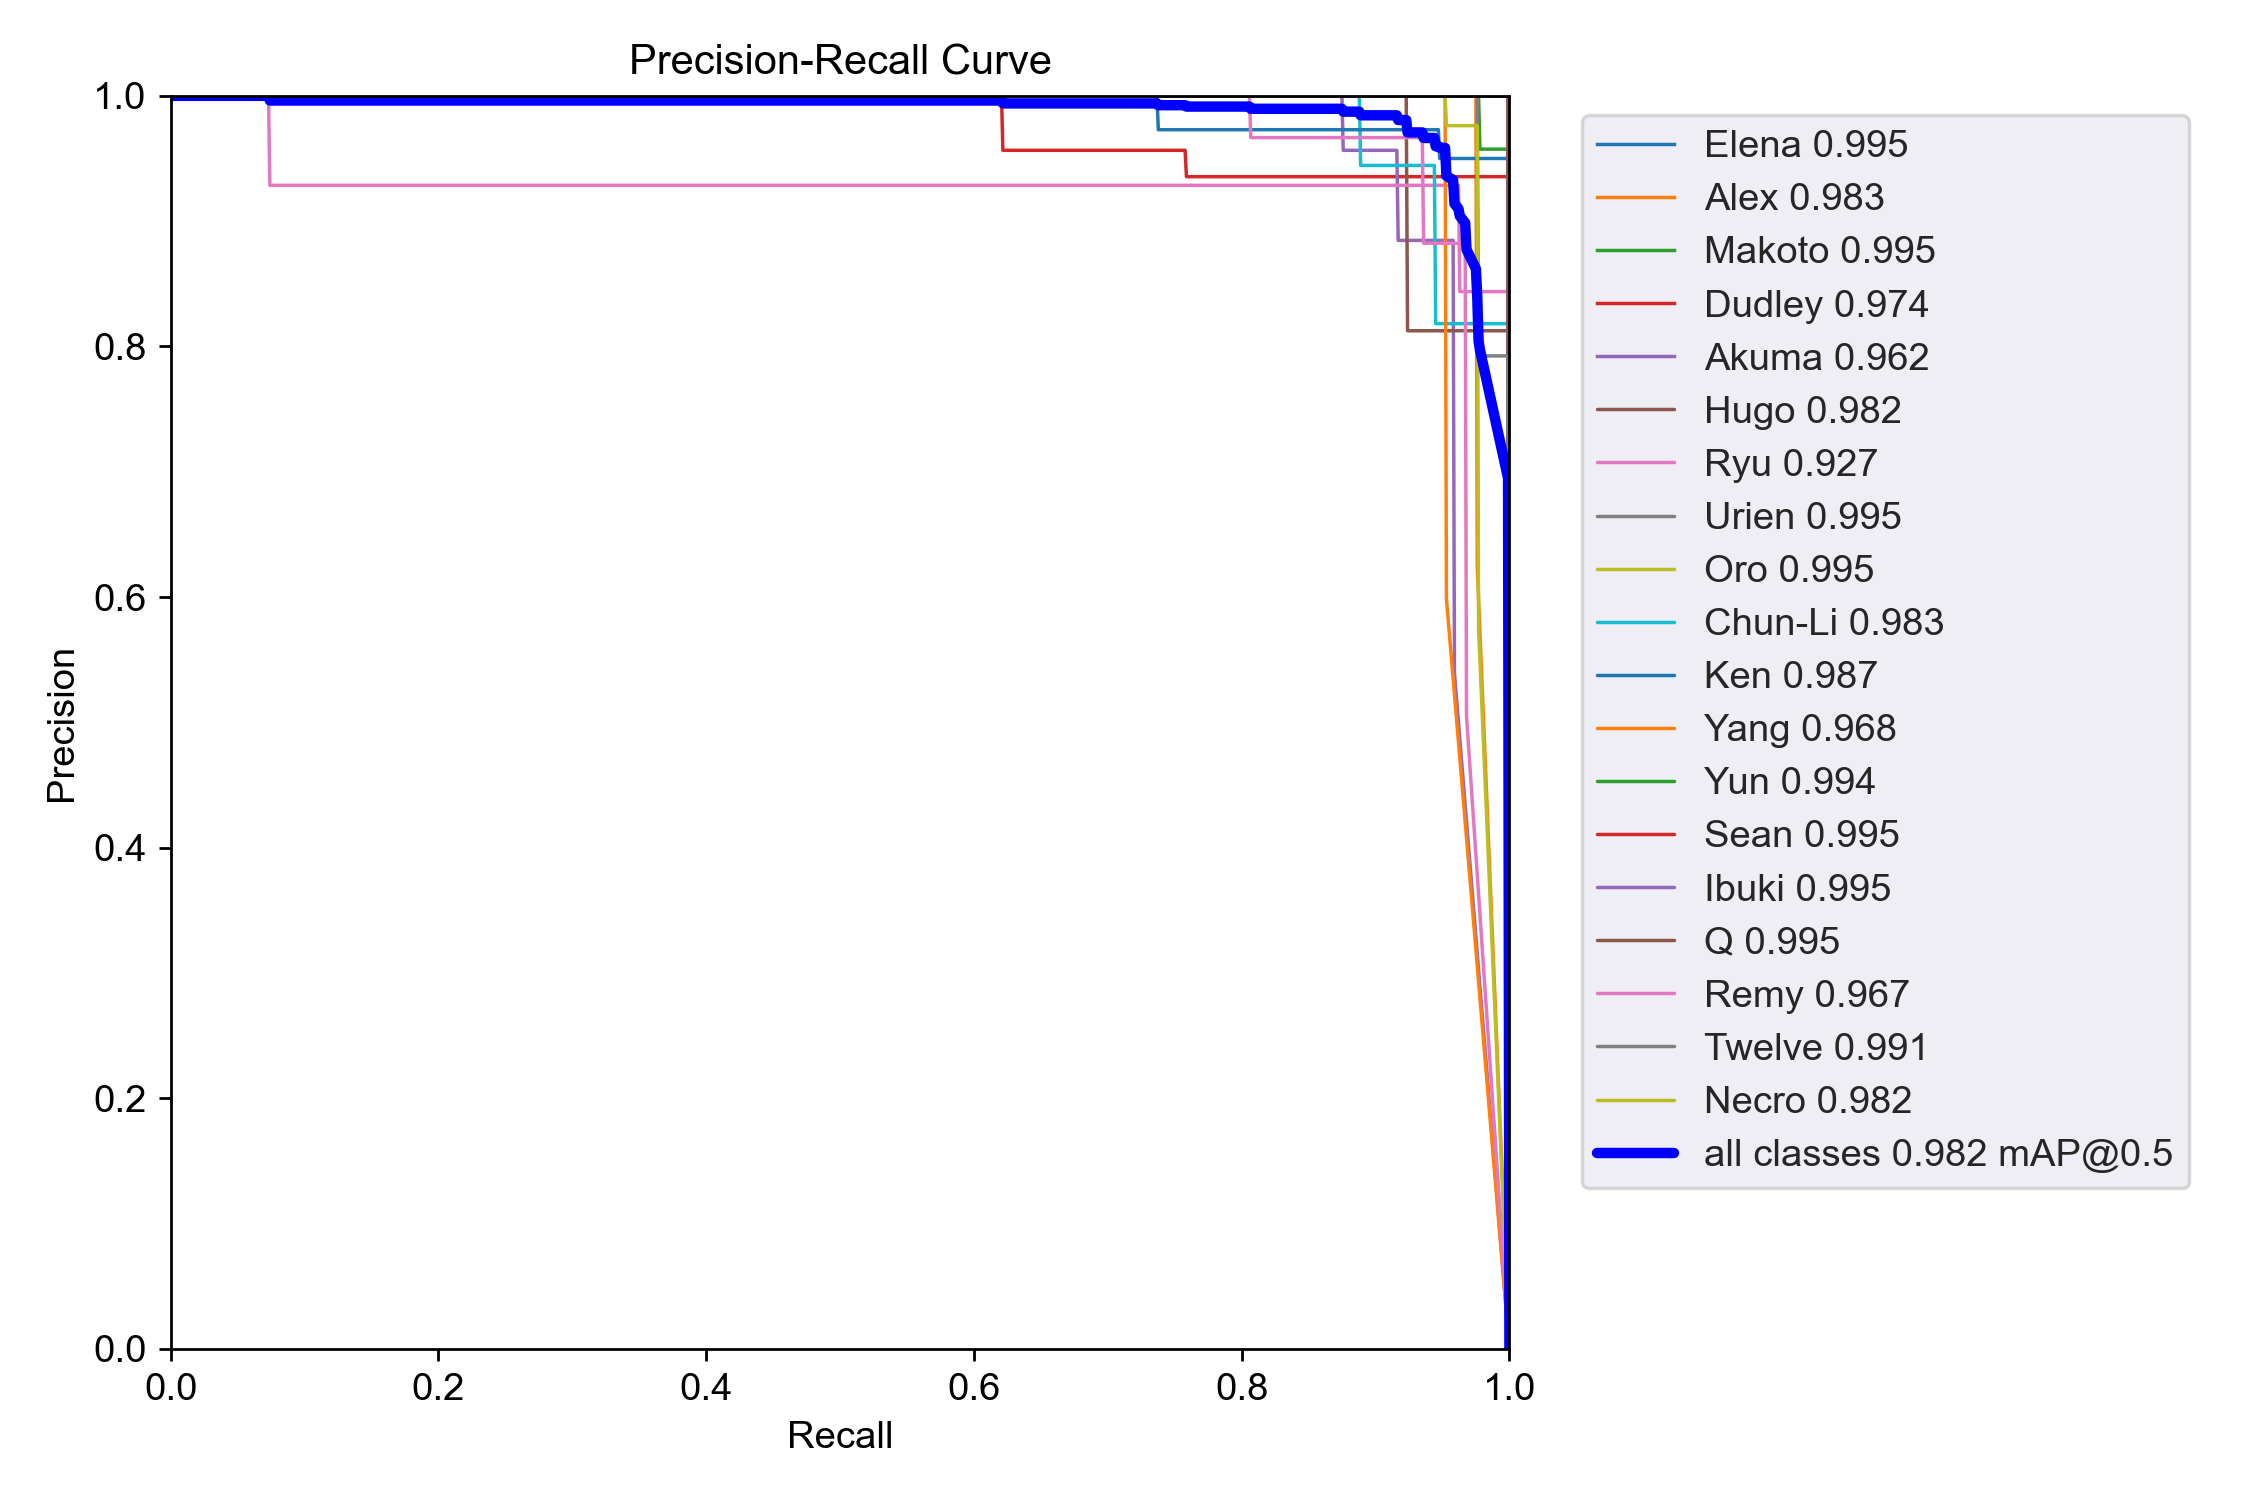 Precision-Recall Curve
1.0
0.8
0.6
0.4
0.2
0.0
Precision
0.0 0.2 0.4 0.6 0.8 1.0
Recall
Elena 0.995
Alex 0.983
Makoto 0.995
Dudley 0.974
Akuma 0.962
Hugo 0.982
Ryu 0.927
Urien 0.995
Oro 0.995
Chun-Li 0.983
Ken 0.987
Yang 0.968
Yun 0.994
Sean 0.995
Ibuki 0.995
Q 0.995
Remy 0.967
Twelve 0.991
Necro 0.982
all classes 0.982 mAP@0.5